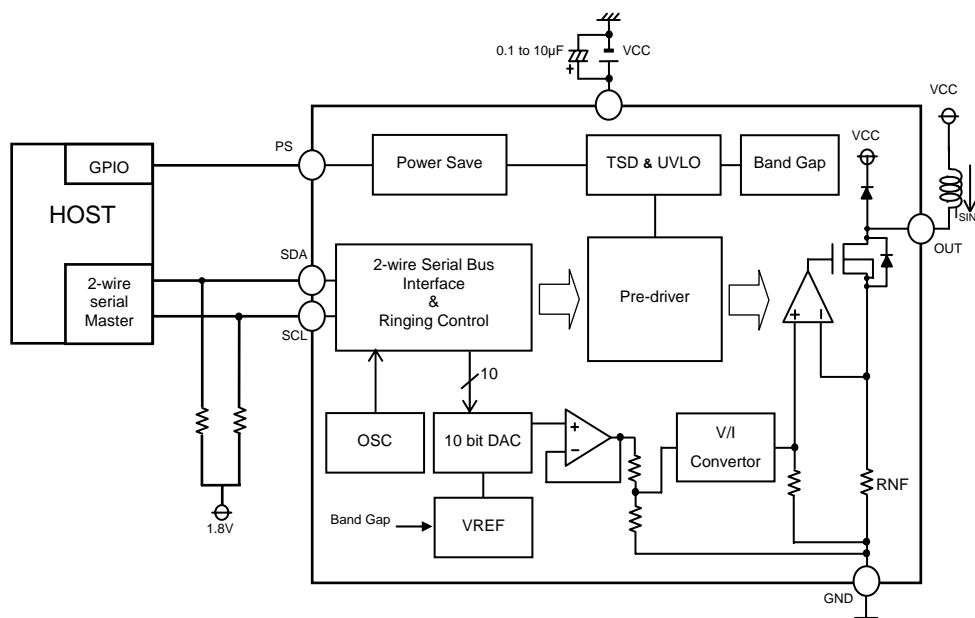 0.1 to 10µF
+
VCC
VCC
VCC
PS
GPIO
HOST
Power Save
TSD & UVLO
Band Gap
SIN
OUT
SDA
2-wire
serial
Master
2-wire Serial Bus
Interface
&
Ringing Control
Pre-driver
SCL
+
−
10
OSC
10 bit DAC
+
−
V/I
Convertor
RNF
1.8V
Band Gap
VREF
GND